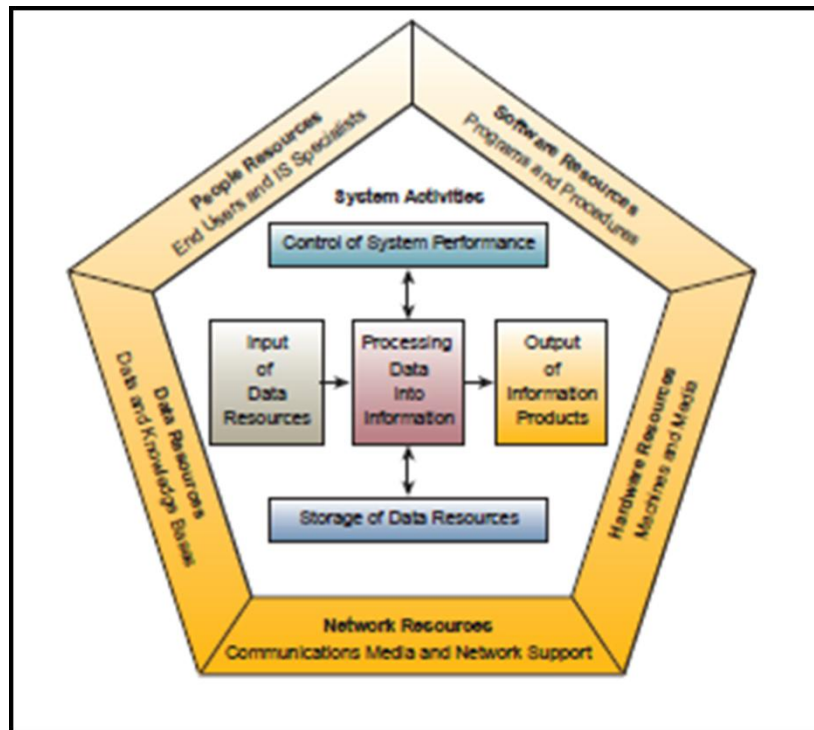 People Resources
End Users and IS Specialists
Software Resources
Programs and Procedures
System Activities
Control of System Performance
Input
of
Data
Resources
Processing
Data
Into
Information
Output
of
Information
Products
Storage of Data Resources
Data Resources
Data and Knowledge Bases
Hardware Resources
Machines and Media
Network Resources
Communications Media and Network Support